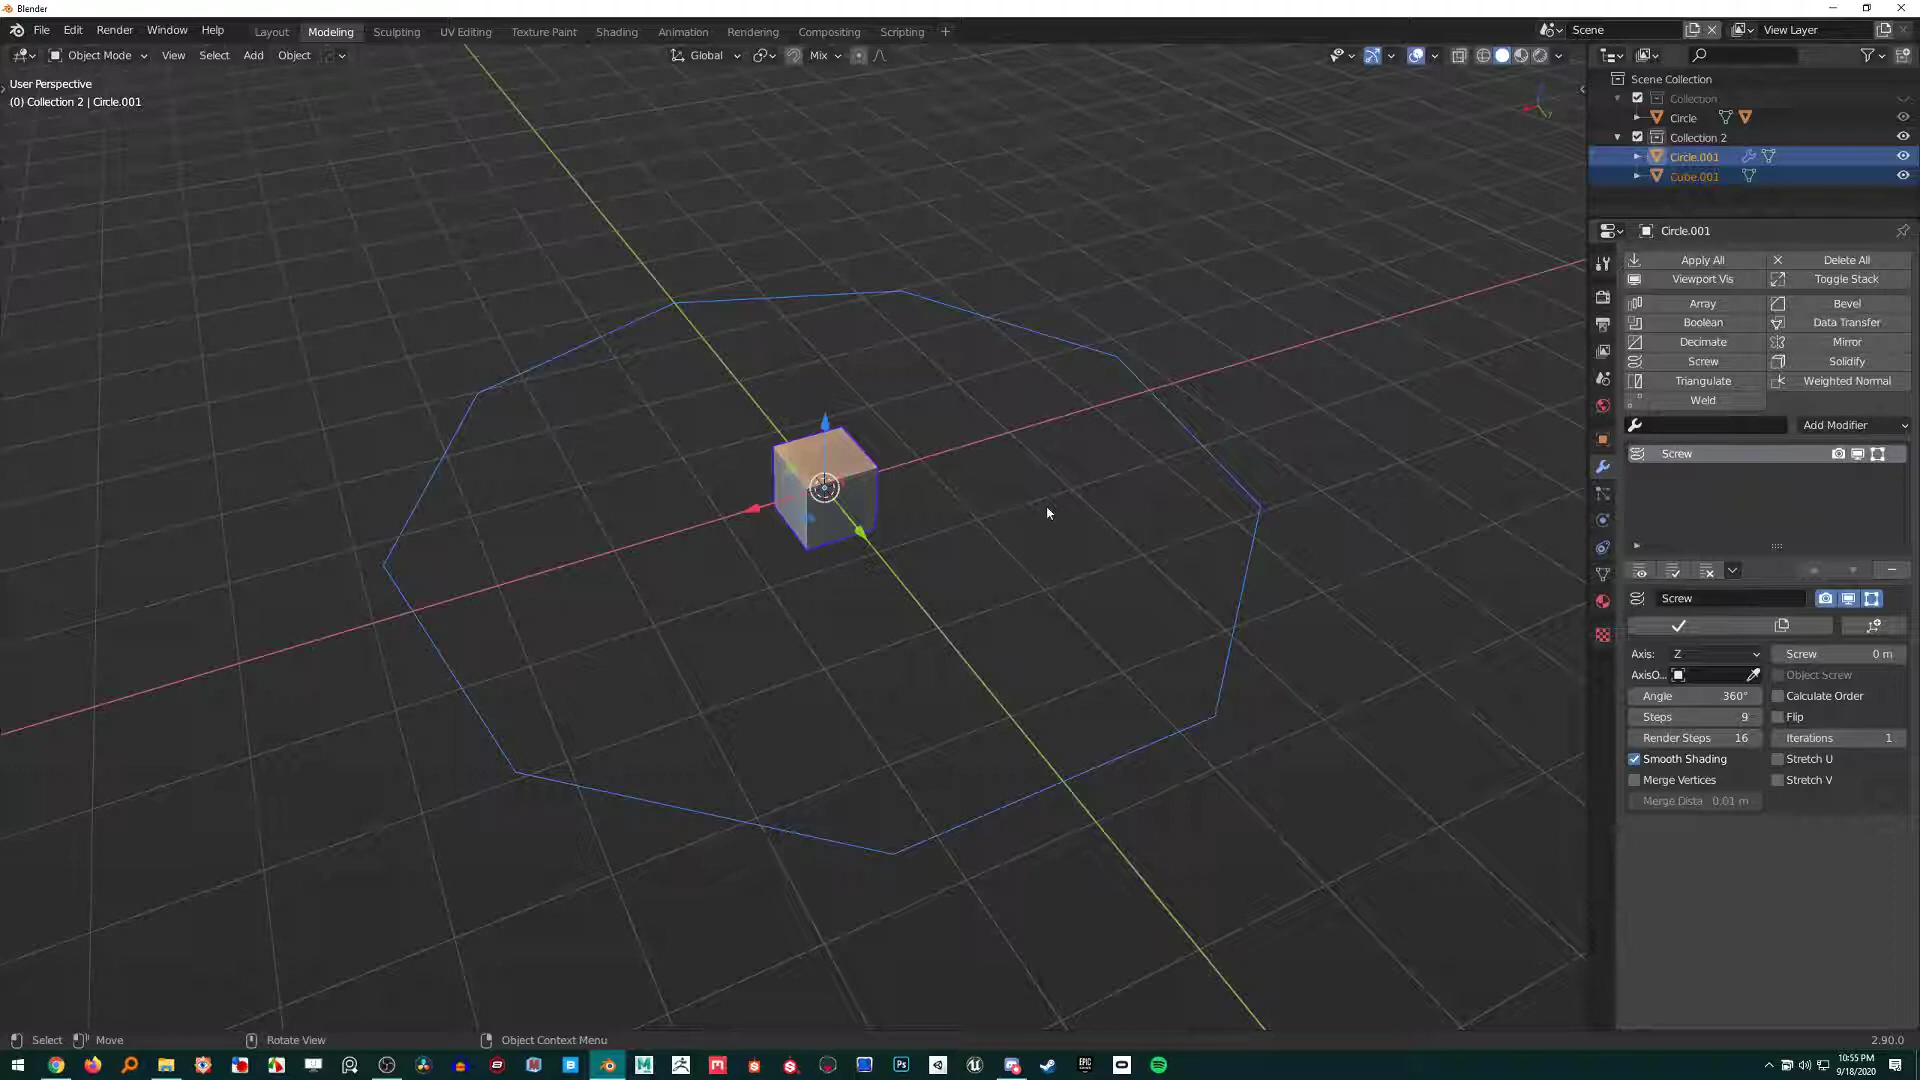 Blender
File Edit Render Window Help
Layout Modeling Sculpting UV Editing Texture Paint Shading Animation Rendering Compositing Scripting +
Scene
View Layer
Object Mode View Select Add Object
Global
Mix
User Perspective
(0) Collection 2 | Circle.001
Scene Collection
Collection
Circle
Collection 2
Circle.001
Cube.001
Circle.001
Apply All Delete All
Viewport Vis Toggle Stack
Array Bevel
Boolean Data Transfer
Decimate Mirror
Screw Solidify
Triangulate Weighted Normal
Weld
Add Modifier
Screw
Screw
Axis: Z Screw 0 m
AxisO... Object Screw
Angle 360° Calculate Order
Steps 9 Flip
Render Steps 16 Iterations 1
Smooth Shading Stretch U
Merge Vertices Stretch V
Merge Dista 0.01 m
Select Move Rotate View Object Context Menu 2.90.0
10:55 PM
9/18/2020